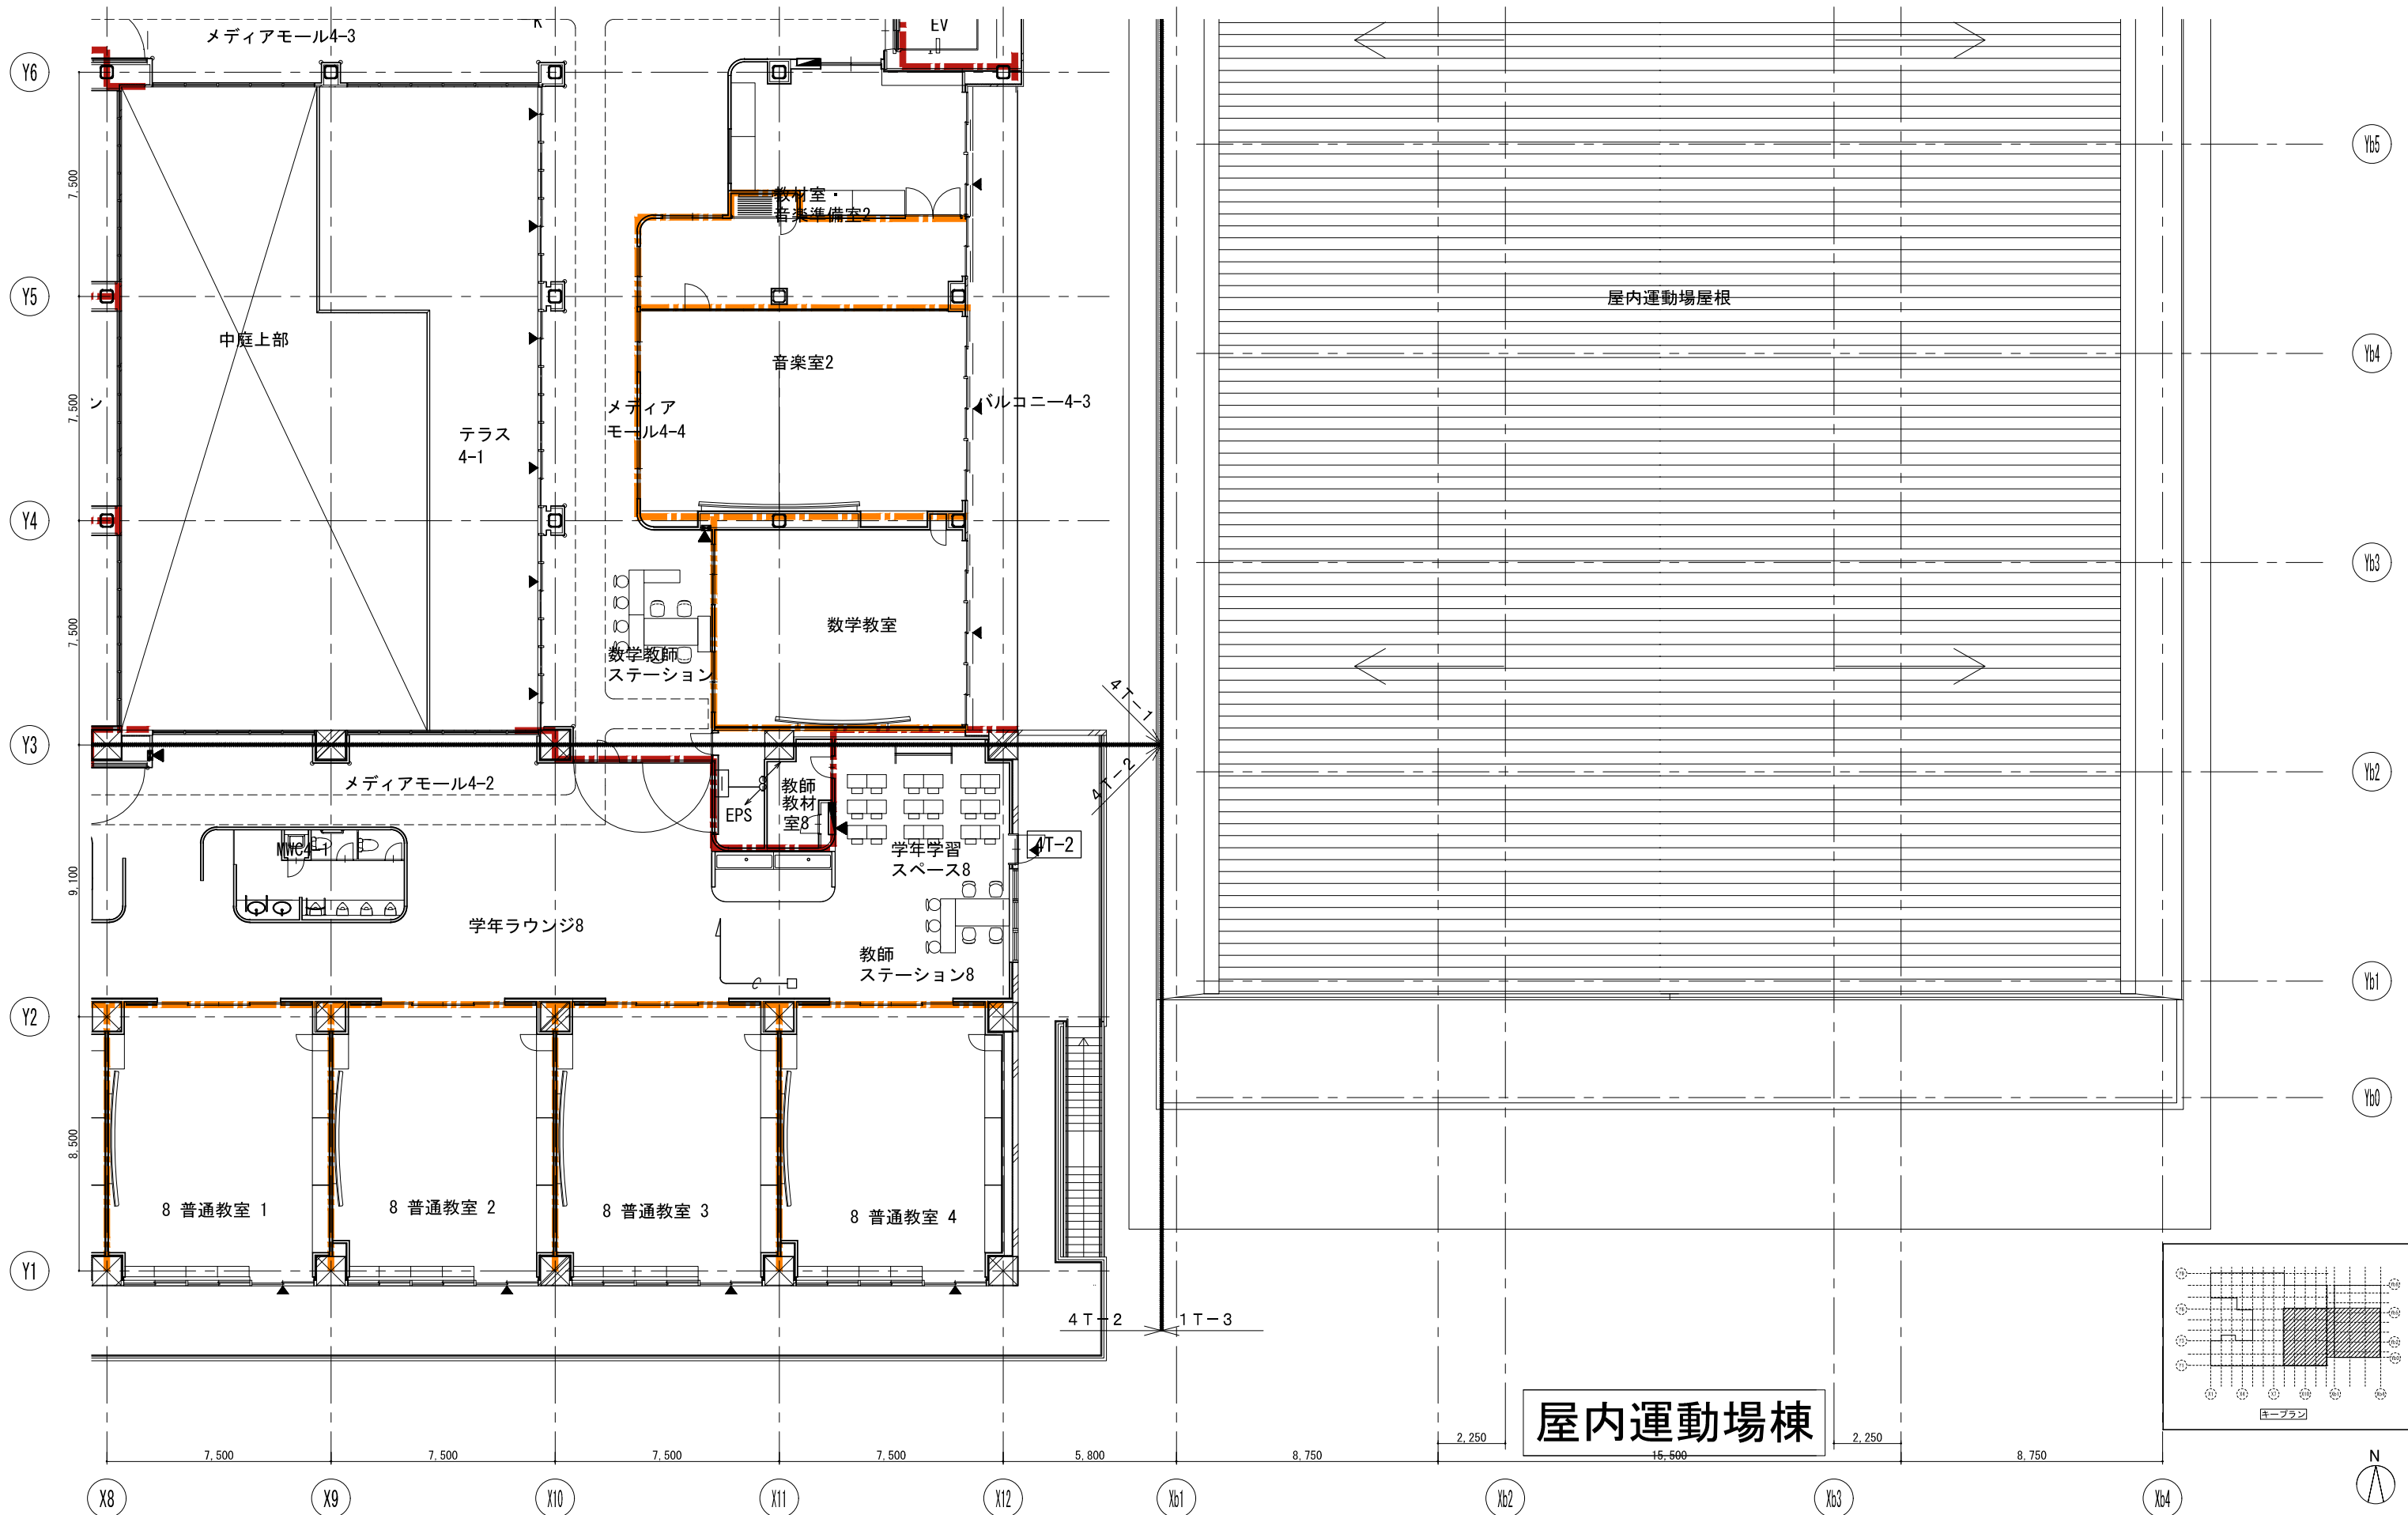 メディアモール4-3
EV
Y6
Yb5
7,500
教材室・
音楽準備室2
Y5
屋内運動場屋根
中庭上部
Yb4
音楽室2
7,500
ン
メディア
モール4-4
バルコニー4-3
テラス
4-1
Y4
Yb3
7,500
数学教室
数学教師
ステーション
4T-1
Y3
4T-2
Yb2
メディアモール4-2
教師
教材
室8
EPS
MWC4-1
4T-2
学年学習
スペース8
9,100
学年ラウンジ8
教師
ステーション8
Yb1
Y2
Yb0
8,500
8 普通教室 1
8 普通教室 2
8 普通教室 3
8 普通教室 4
Y1
4T-2
1T-3
屋内運動場棟
キープラン
7,500
7,500
7,500
7,500
5,800
8,750
2,250
15,500
2,250
8,750
N
X8
X9
X10
X11
X12
Xb1
Xb2
Xb3
Xb4